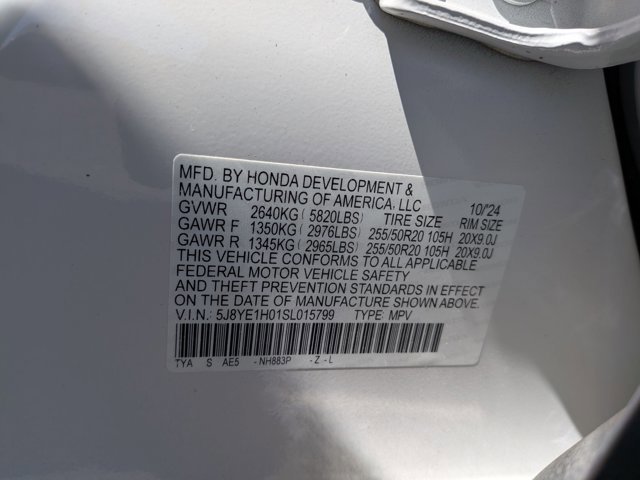 MFD. BY HONDA DEVELOPMENT &
MANUFACTURING OF AMERICA, LLC 10/'24
GVWR 2640KG ( 5820LBS) TIRE SIZE RIM SIZE
GAWR F 1350KG ( 2976LBS) 255/50R20 105H 20X9.0J
GAWR R 1345KG ( 2965LBS) 255/50R20 105H 20X9.0J
THIS VEHICLE CONFORMS TO ALL APPLICABLE
FEDERAL MOTOR VEHICLE SAFETY
AND THEFT PREVENTION STANDARDS IN EFFECT
ON THE DATE OF MANUFACTURE SHOWN ABOVE.
V.I.N.: 5J8YE1H01SL015799 TYPE: MPV
TYA S AE5 - NH883P - Z - L